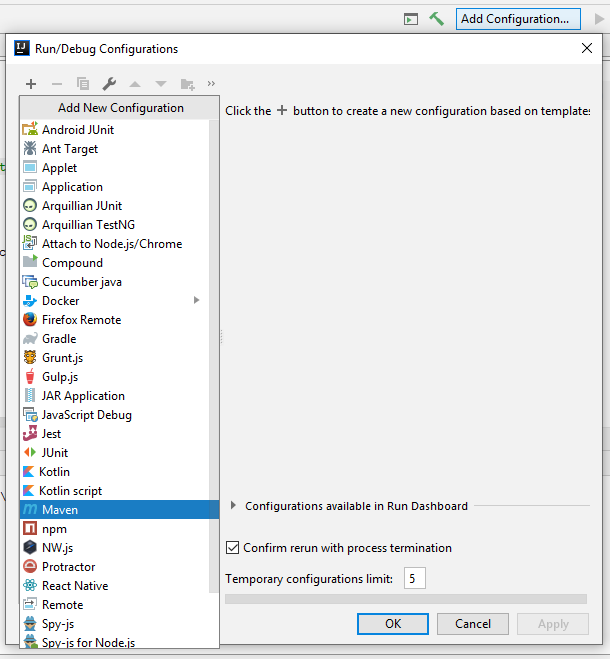 Add Configuration...
Run/Debug Configurations
Add New Configuration
Click the + button to create a new configuration based on templates
Android JUnit
Ant Target
Applet
Application
Arquillian JUnit
Arquillian TestNG
Attach to Node.js/Chrome
Compound
Cucumber java
Docker
Firefox Remote
Gradle
Grunt.js
Gulp.js
JAR Application
JavaScript Debug
Jest
JUnit
Kotlin
Kotlin script
Maven
npm
NW.js
Protractor
React Native
Remote
Spy-js
Spy-js for Node.js
Configurations available in Run Dashboard
Confirm rerun with process termination
Temporary configurations limit: 5
OK
Cancel
Apply